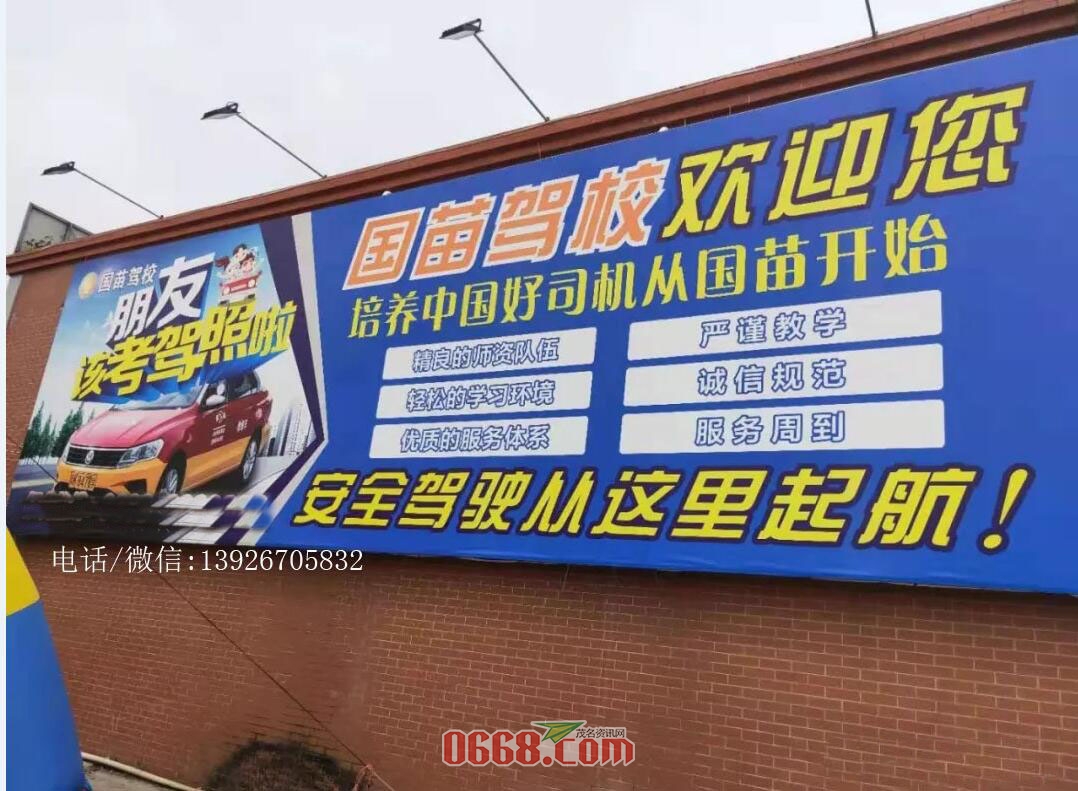 国苗驾校
朋友
该考驾照啦
国苗驾校欢迎您
培养中国好司机从国苗开始
精良的师资队伍
轻松的学习环境
优质的服务体系
严谨教学
诚信规范
服务周到
安全驾驶从这里起航!
电话/微信:13926705832
茂名资讯网
0668.com